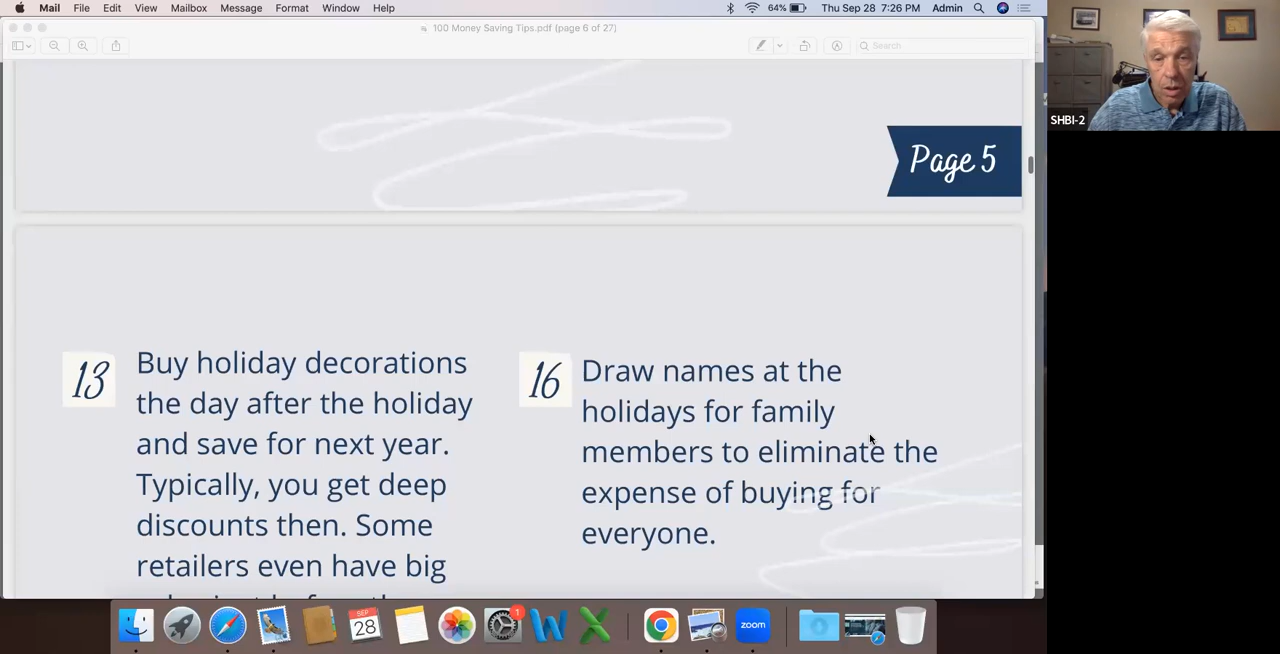 Mail File Edit View Mailbox Message Format Window Help 64% Thu Sep 28 7:26 PM Admin
100 Money Saving Tips.pdf (page 6 of 27)
Search
SHBI-2
Page 5
13
Buy holiday decorations
the day after the holiday
and save for next year.
Typically, you get deep
discounts then. Some
retailers even have big
16
Draw names at the
holidays for family
members to eliminate the
expense of buying for
everyone.
SEP
28
1
zoom